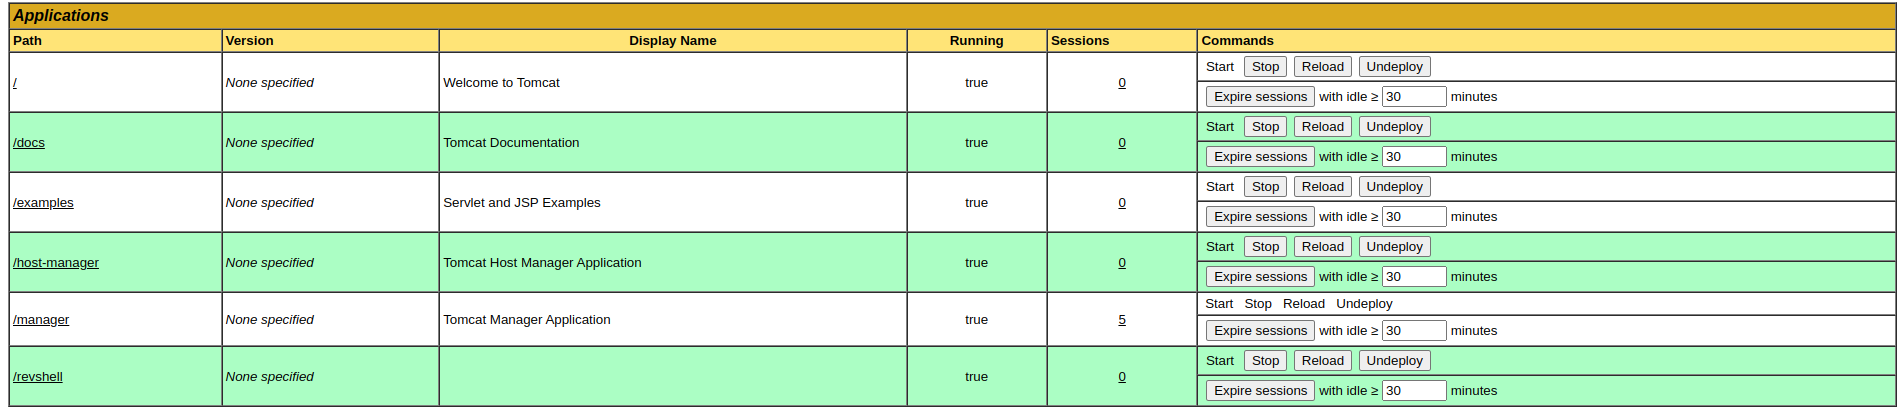 Applications
Path Version Display Name Running Sessions Commands
/ None specified Welcome to Tomcat true 0 Start Stop Reload Undeploy
Expire sessions with idle ≥ 30 minutes
/docs None specified Tomcat Documentation true 0 Start Stop Reload Undeploy
Expire sessions with idle ≥ 30 minutes
/examples None specified Servlet and JSP Examples true 0 Start Stop Reload Undeploy
Expire sessions with idle ≥ 30 minutes
/host-manager None specified Tomcat Host Manager Application true 0 Start Stop Reload Undeploy
Expire sessions with idle ≥ 30 minutes
/manager None specified Tomcat Manager Application true 5 Start Stop Reload Undeploy
Expire sessions with idle ≥ 30 minutes
/revshell None specified true 0 Start Stop Reload Undeploy
Expire sessions with idle ≥ 30 minutes